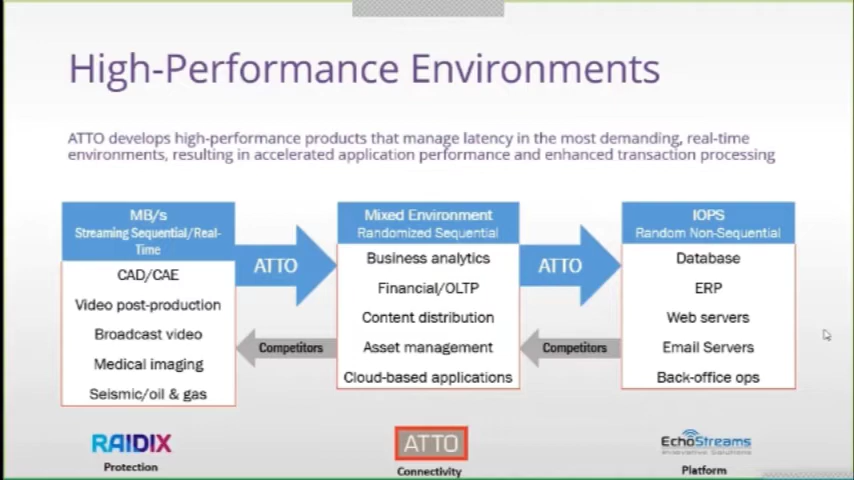 High-Performance Environments
ATTO develops high-performance products that manage latency in the most demanding, real-time
environments, resulting in accelerated application performance and enhanced transaction processing
MB/s
Streaming Sequential/Real-
Time
CAD/CAE
Video post-production
Broadcast video
Medical imaging
Seismic/oil & gas
ATTO
Competitors
Mixed Environment
Randomized Sequential
Business analytics
Financial/OLTP
Content distribution
Asset management
Cloud-based applications
ATTO
Competitors
IOPS
Random Non-Sequential
Database
ERP
Web servers
Email Servers
Back-office ops
RAIDIX
Protection
ATTO
Connectivity
EchoStreams
Innovative Solutions
Platform